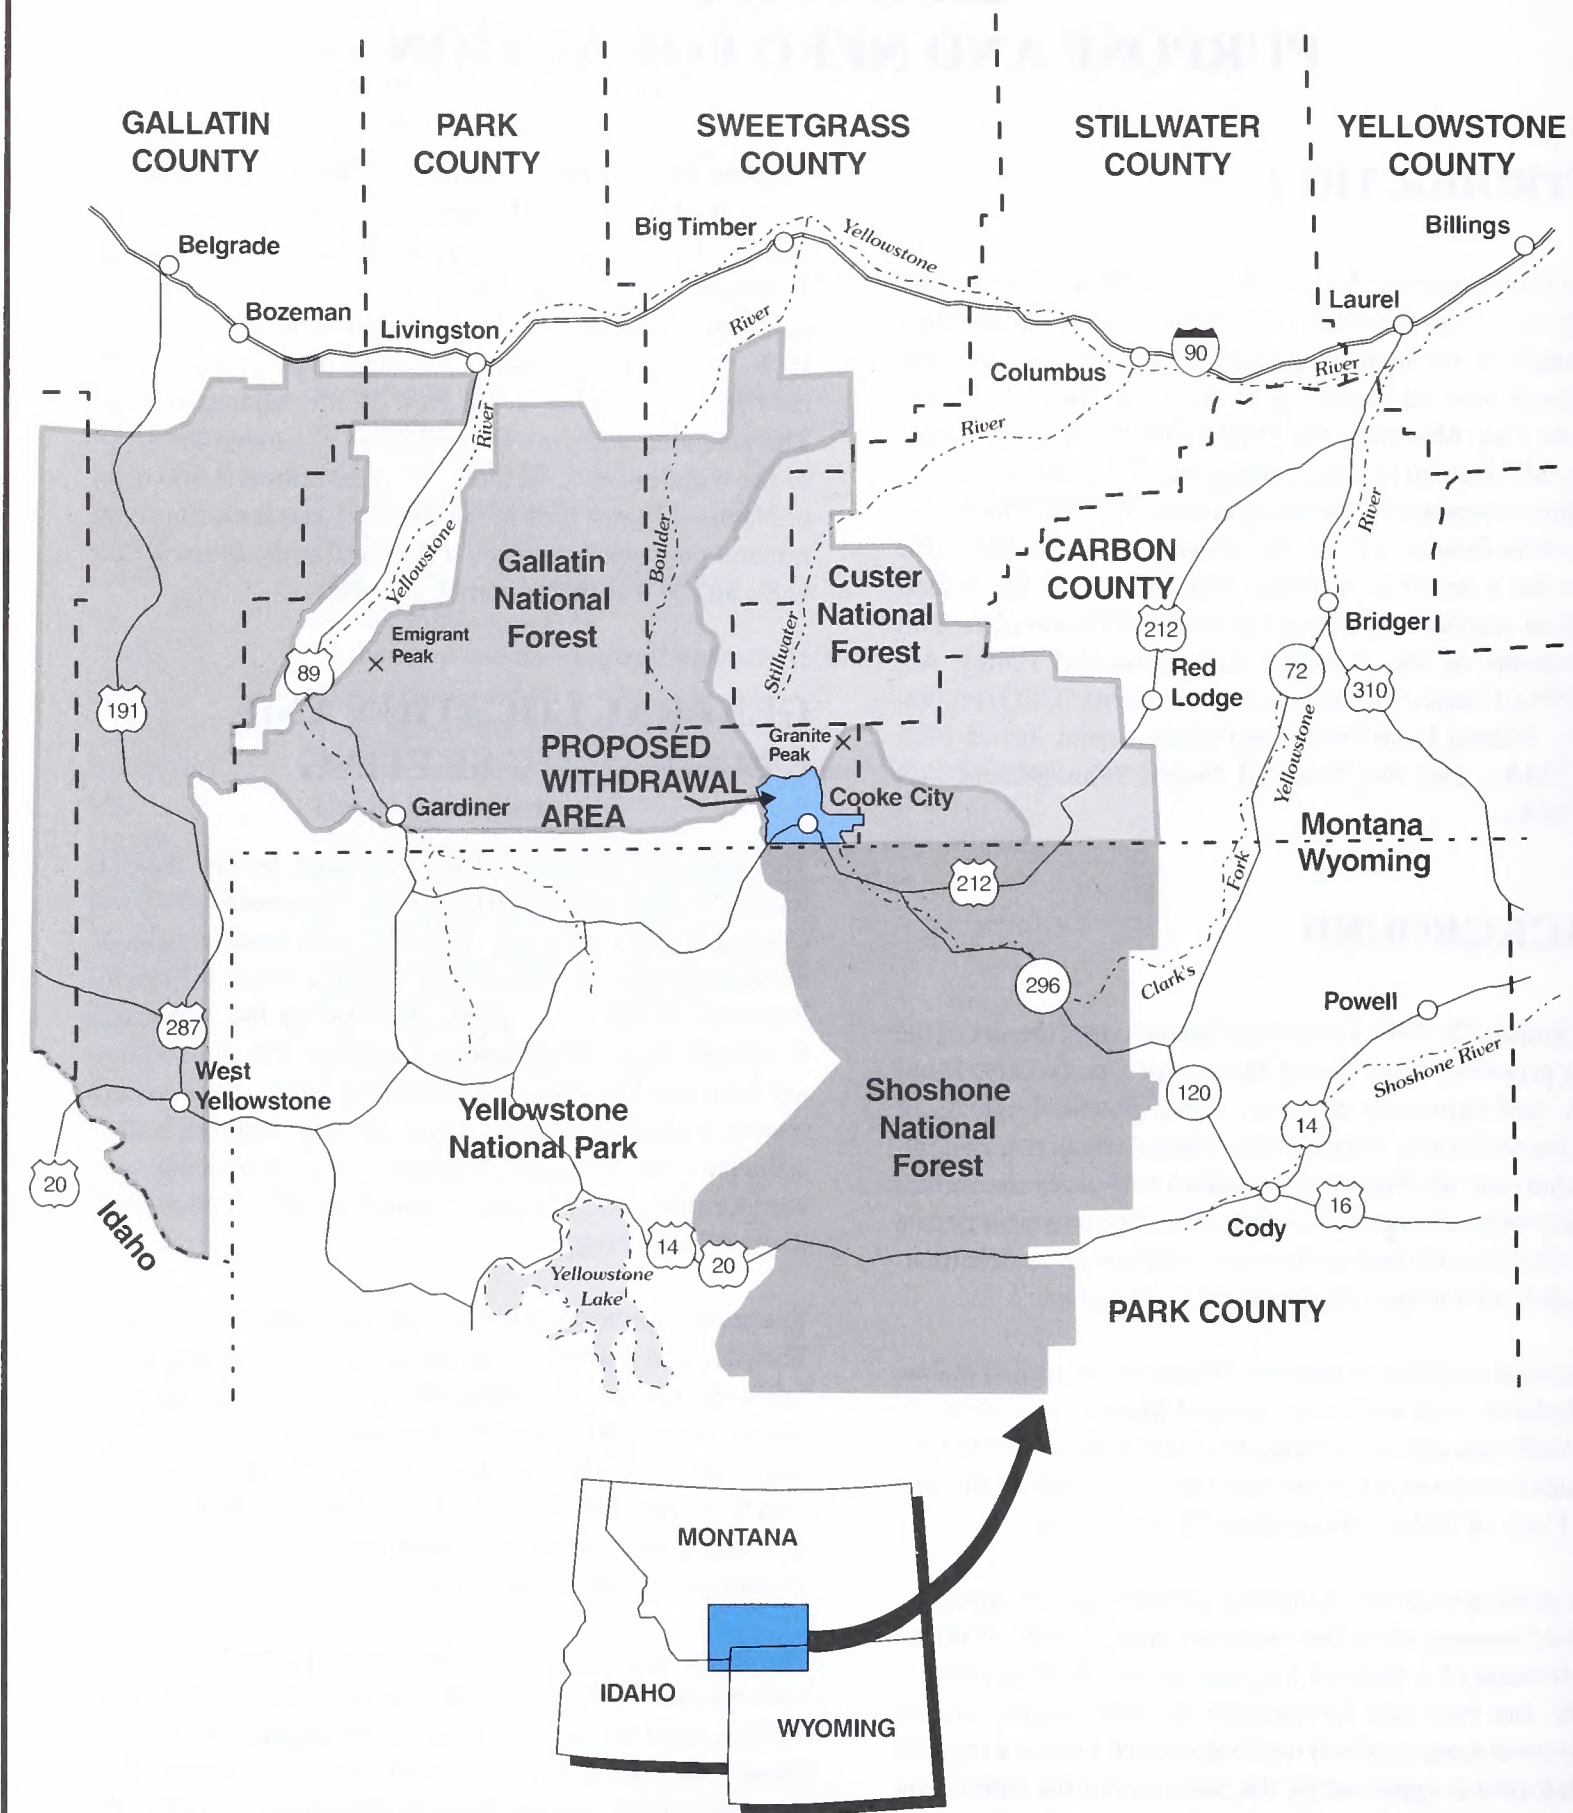 GALLATIN
COUNTY
PARK
COUNTY
SWEETGRASS
COUNTY
STILLWATER
COUNTY
YELLOWSTONE
COUNTY
Belgrade
Bozeman
Livingston
Big Timber
Yellowstone
River
Billings
Laurel
90
Columbus
River
River
River
Yellowstone
Boulder
Gallatin
National
Forest
Custer
National
Forest
Stillwater
CARBON
COUNTY
River
212
Bridger
Emigrant
Peak
89
191
Red
Lodge
72
310
Granite
Peak
PROPOSED
WITHDRAWAL
AREA
Cooke City
Gardiner
Yellowstone
Montana
Wyoming
212
Fork
Clark's
296
287
West
Yellowstone
20
Idaho
Yellowstone
National Park
Shoshone
National
Forest
Powell
Shoshone River
120
14
16
Cody
14
20
Yellowstone
Lake
PARK COUNTY
MONTANA
IDAHO
WYOMING